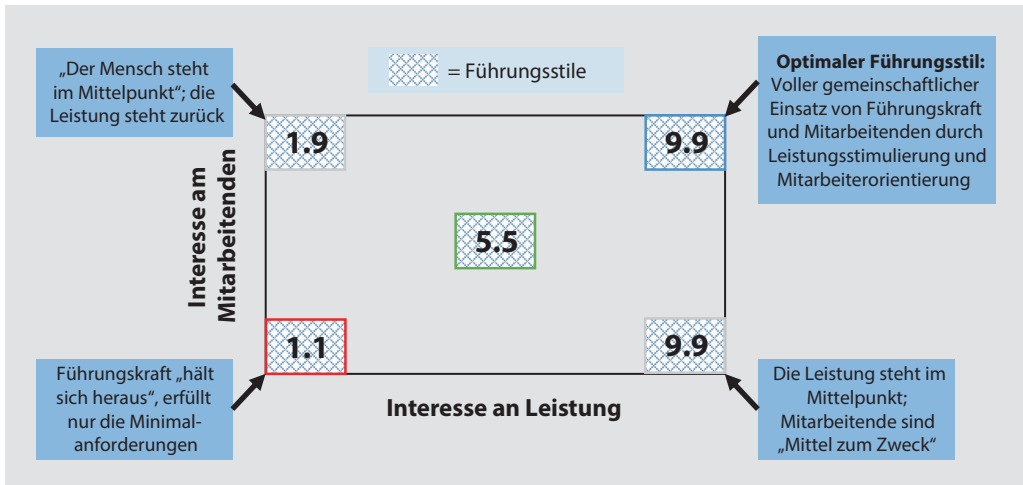 „Der Mensch steht
im Mittelpunkt“; die
Leistung steht zurück
= Führungsstile
Optimaler Führungsstil:
Voller gemeinschaftlicher
Einsatz von Führungskraft
und Mitarbeitenden durch
Leistungsstimulierung und
Mitarbeiterorientierung
1.9
9.9
Interesse am
Mitarbeitenden
5.5
1.1
9.9
Führungskraft „hält
sich heraus“, erfüllt
nur die Minimal-
anforderungen
Interesse an Leistung
Die Leistung steht im
Mittelpunkt;
Mitarbeitende sind
„Mittel zum Zweck“